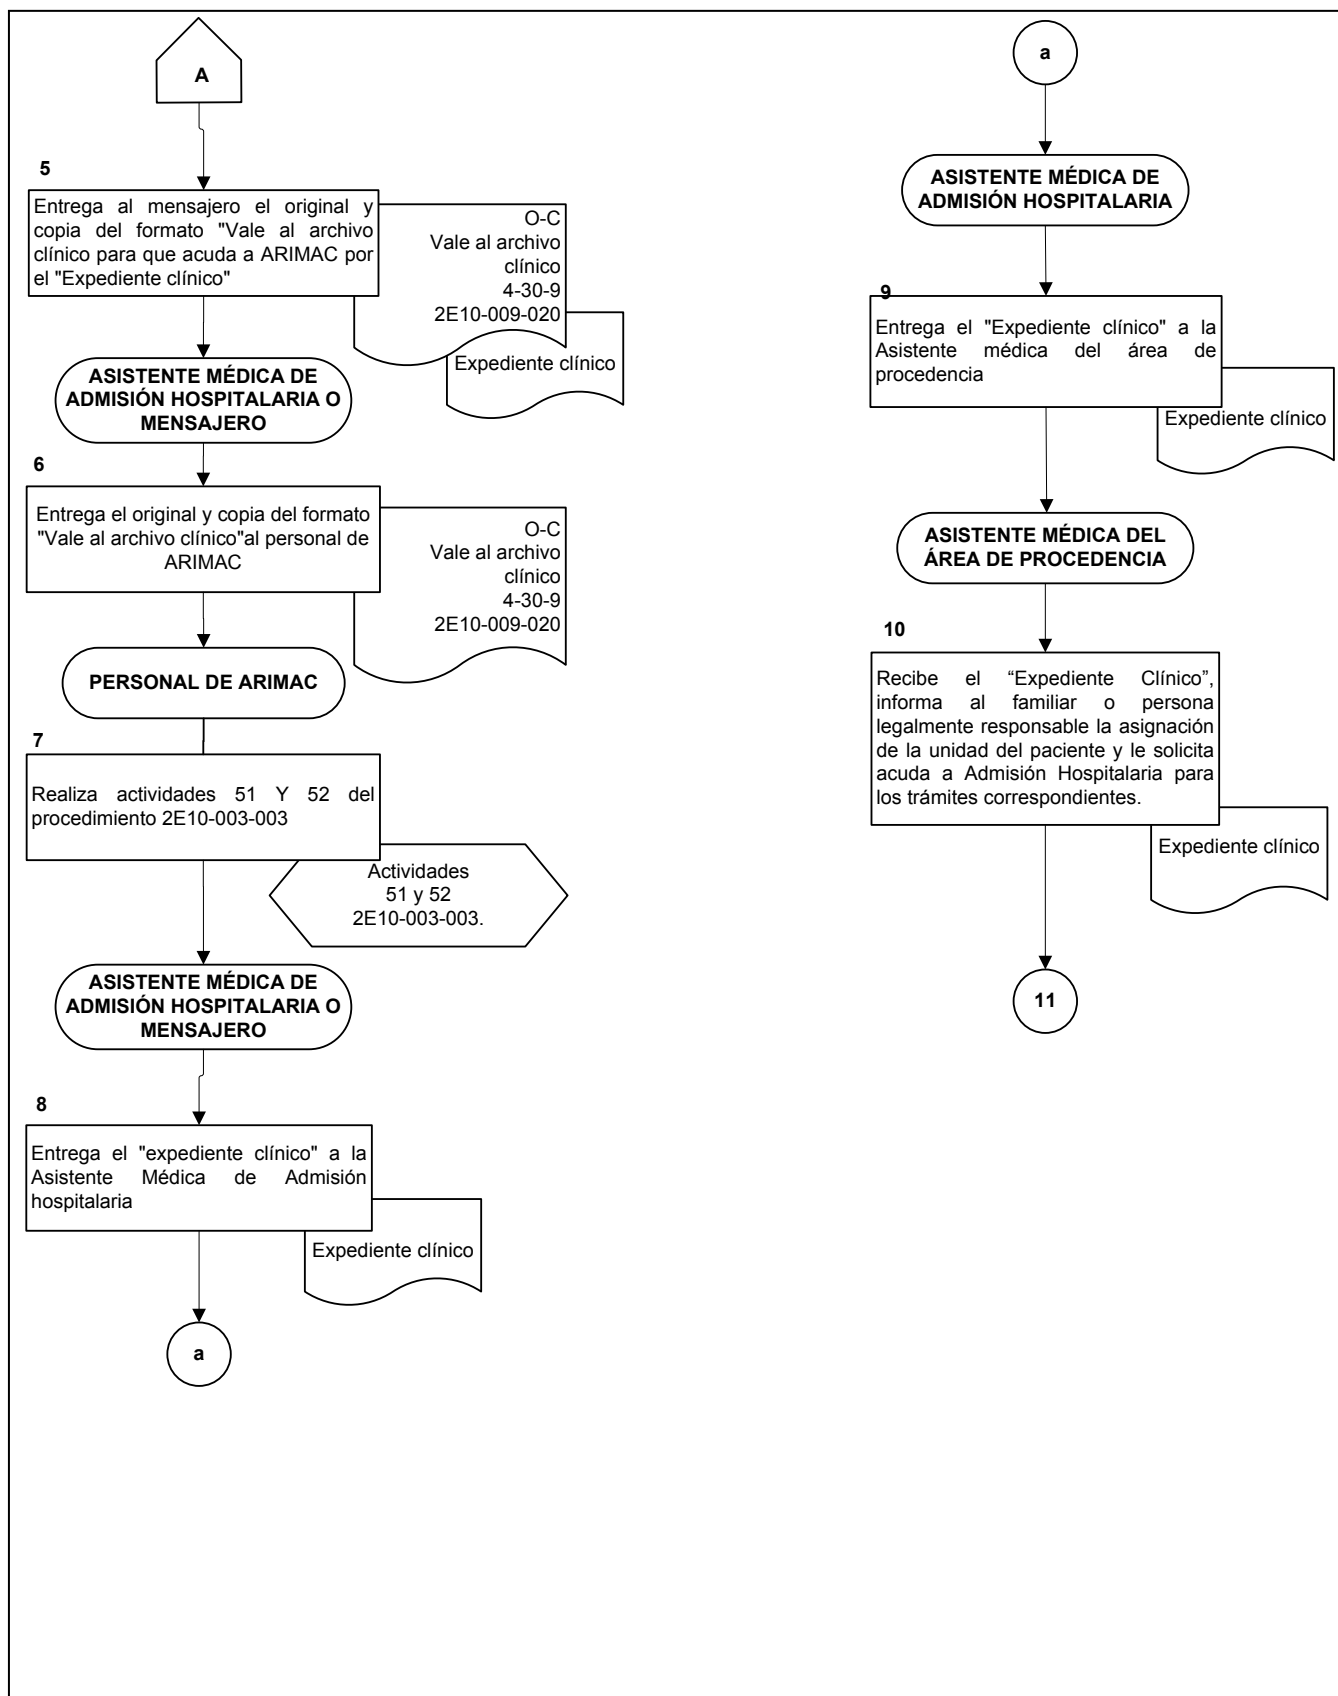 A
5
Entrega al mensajero el original y
copia del formato "Vale al archivo
clínico para que acuda a ARIMAC por
el "Expediente clínico"
O-C
Vale al archivo
clínico
4-30-9
2E10-009-020
Expediente clínico
ASISTENTE MÉDICA DE
ADMISIÓN HOSPITALARIA O
MENSAJERO
6
Entrega el original y copia del formato
"Vale al archivo clínico"al personal de
ARIMAC
O-C
Vale al archivo
clínico
4-30-9
2E10-009-020
PERSONAL DE ARIMAC
7
Realiza actividades 51 Y 52 del
procedimiento 2E10-003-003
Actividades
51 y 52
2E10-003-003.
ASISTENTE MÉDICA DE
ADMISIÓN HOSPITALARIA O
MENSAJERO
8
Entrega el "expediente clínico" a la
Asistente Médica de Admisión
hospitalaria
Expediente clínico
a
a
ASISTENTE MÉDICA DE
ADMISIÓN HOSPITALARIA
9
Entrega el "Expediente clínico" a la
Asistente médica del área de
procedencia
Expediente clínico
ASISTENTE MÉDICA DEL
ÁREA DE PROCEDENCIA
10
Recibe el “Expediente Clínico”,
informa al familiar o persona
legalmente responsable la asignación
de la unidad del paciente y le solicita
acuda a Admisión Hospitalaria para
los trámites correspondientes.
Expediente clínico
11